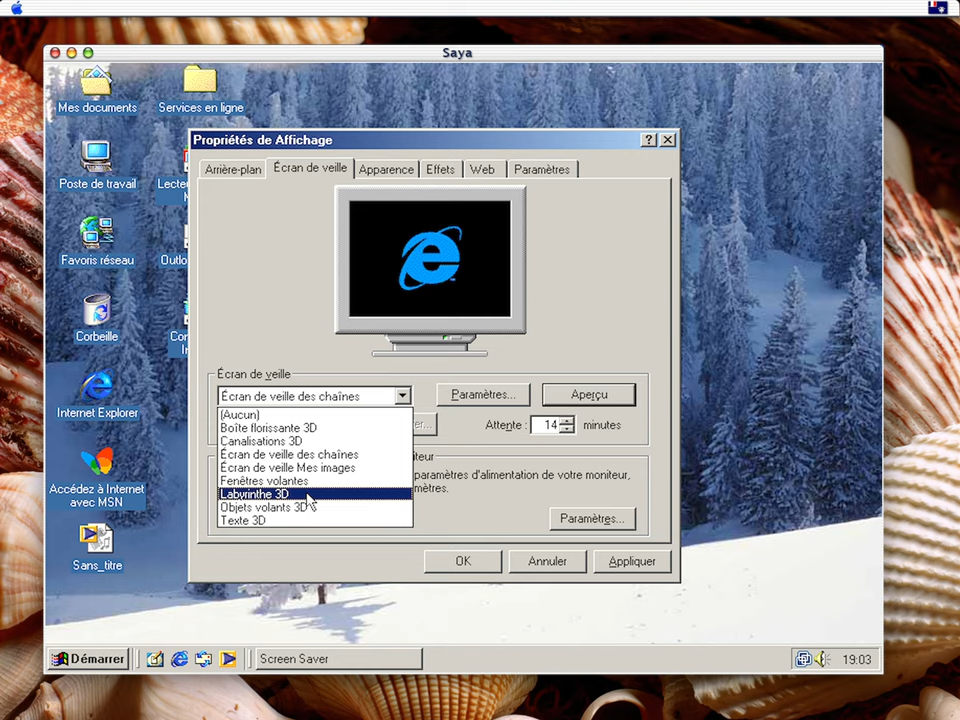 Saya
Mes documents
Services en ligne
Propriétés de Affichage
Arrière-plan
Écran de veille
Apparence
Effets
Web
Paramètres
Poste de travail
Favoris réseau
Corbeille
Internet Explorer
Accédez à Internet
avec MSN
Sans_titre
Écran de veille
Écran de veille des chaînes
Paramètres...
Aperçu
(Aucun)
Boîte florissante 3D
Canalisations 3D
Écran de veille des chaînes
Écran de veille Mes images
Fenêtres volantes
Labyrinthe 3D
Objets volants 3D
Texte 3D
Attente :
14
minutes
paramètres d'alimentation de votre moniteur,
Paramètres...
OK
Annuler
Appliquer
Démarrer
Screen Saver
19:03